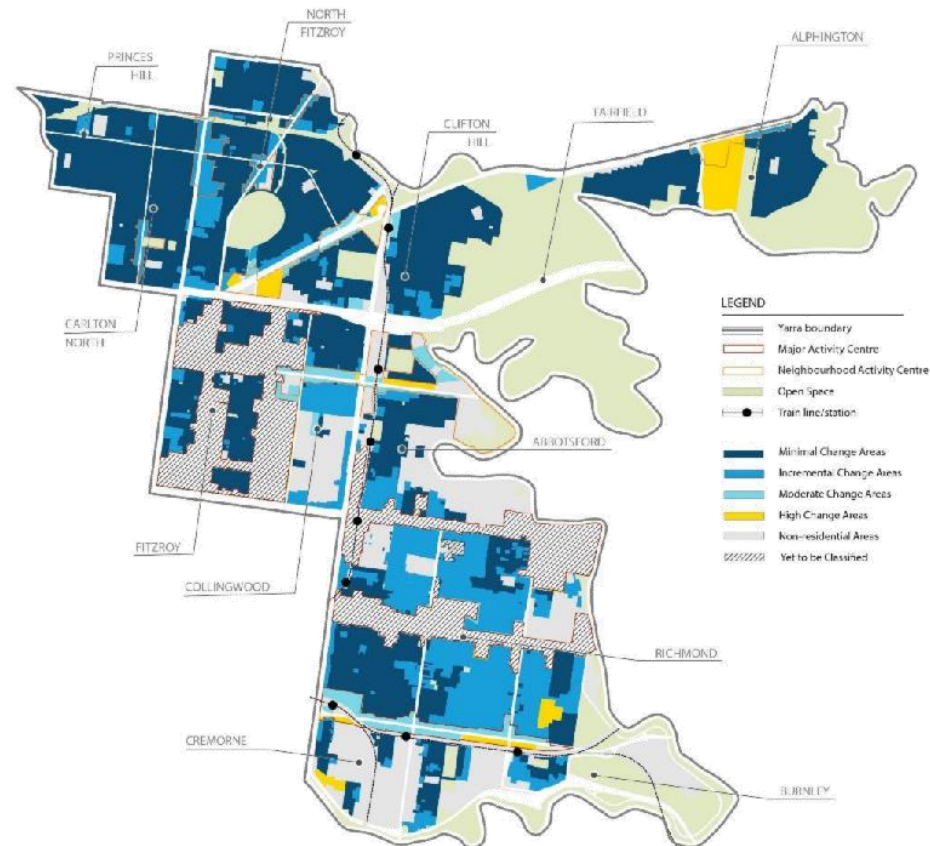 NORTH
FITZROY
PRINCES
HILL
ALPHINGTON
CLIFTON
HILL
FAIRFIELD
CARLTON
NORTH
ABBOTSFORD
FITZROY
COLLINGWOOD
RICHMOND
CREMORNE
BURNLEY
LEGEND
Yarra boundary
Major Activity Centre
Neighbourhood Activity Centre
Open Space
Train line/station
Minimal Change Areas
Incremental Change Areas
Moderate Change Areas
High Change Areas
Non-residential Areas
Yet to be Classified